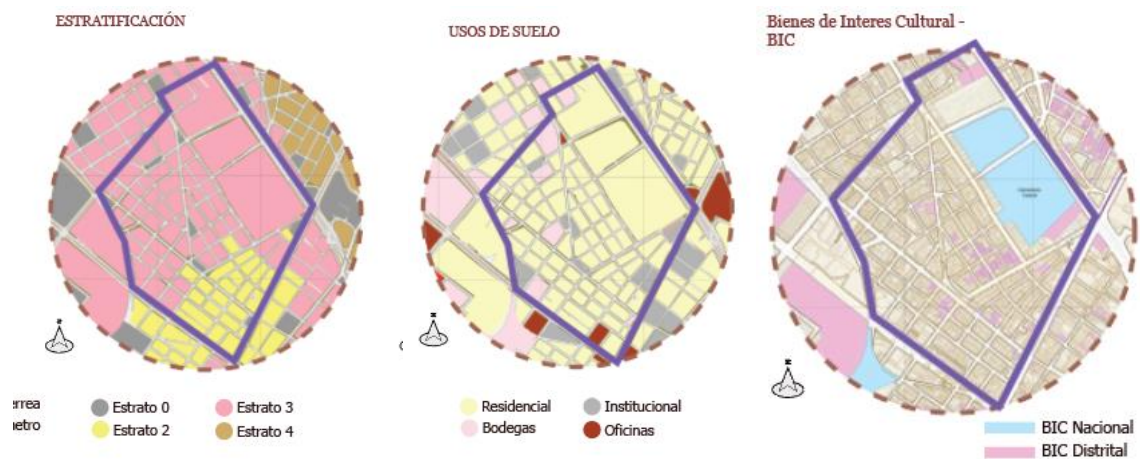 ESTRATIFICACIÓN
USOS DE SUELO
Bienes de Interes Cultural -
BIC
Estrato 0
Estrato 3
Estrato 2
Estrato 4
metro
Residencial
Institucional
Bodegas
Oficinas
BIC Nacional
BIC Distrital